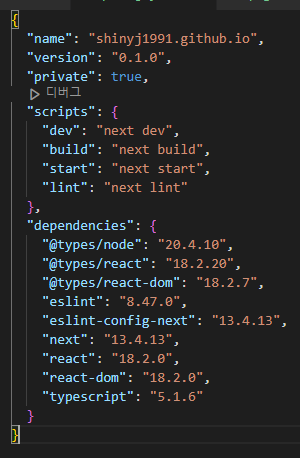 {
"name": "shinyj1991.github.io",
"version": "0.1.0",
"private": true,
디버그
"scripts": {
"dev": "next dev",
"build": "next build",
"start": "next start",
"lint": "next lint"
},
"dependencies": {
"@types/node": "20.4.10",
"@types/react": "18.2.20",
"@types/react-dom": "18.2.7",
"eslint": "8.47.0",
"eslint-config-next": "13.4.13",
"next": "13.4.13",
"react": "18.2.0",
"react-dom": "18.2.0",
"typescript": "5.1.6"
}
}